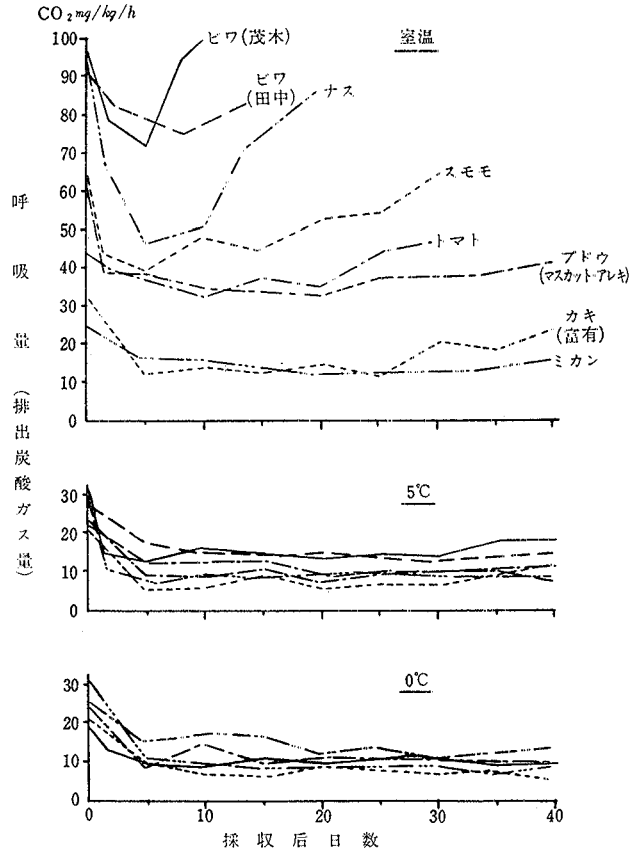 CO₂mg/kg/h
100
90
80
70
60
50
40
30
20
10
0
室温
ビワ(茂木)
ビワ
(田中)
ナス
スモモ
トマト
ブドウ
(マスカットアレキ)
カキ
(富有)
ミカン
呼吸量(排出炭酸ガス量)
30
20
10
0
5℃
30
20
10
0
0℃
0 10 20 30 40
採収后日数